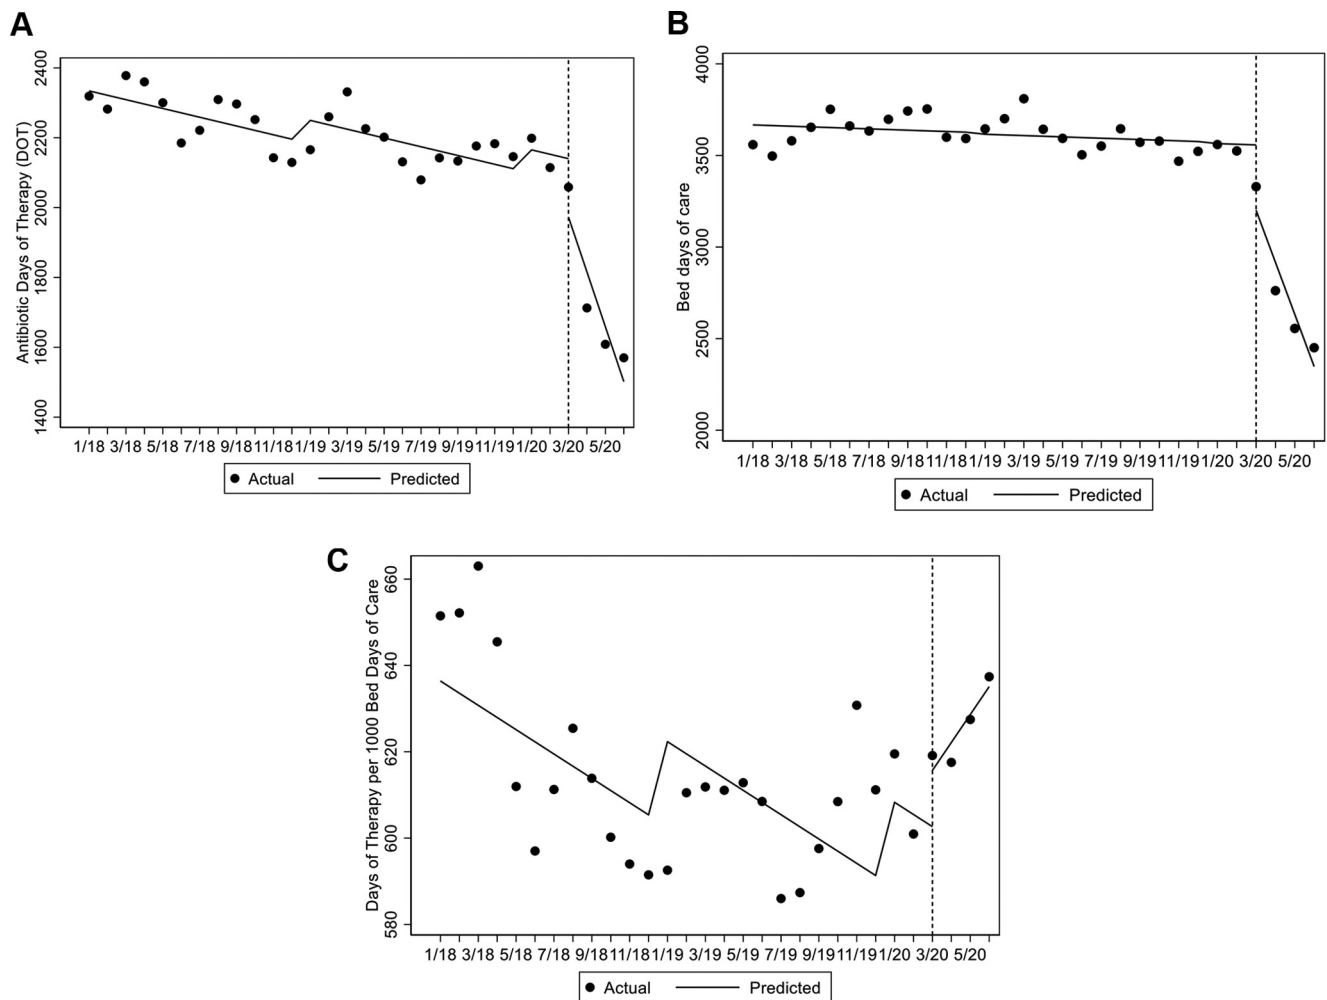 A
Antibiotic Days of Therapy (DOT)
2400
2200
2000
1800
1600
1400
1/18 3/18 5/18 7/18 9/18 11/18 1/19 3/19 5/19 7/19 9/19 11/19 1/20 3/20 5/20
Actual Predicted
B
Bed days of care
4000
3500
3000
2500
2000
1/18 3/18 5/18 7/18 9/18 11/18 1/19 3/19 5/19 7/19 9/19 11/19 1/20 3/20 5/20
Actual Predicted
C
Days of Therapy per 1000 Bed Days of Care
660
640
620
600
580
1/18 3/18 5/18 7/18 9/18 11/18 1/19 3/19 5/19 7/19 9/19 11/19 1/20 3/20 5/20
Actual Predicted